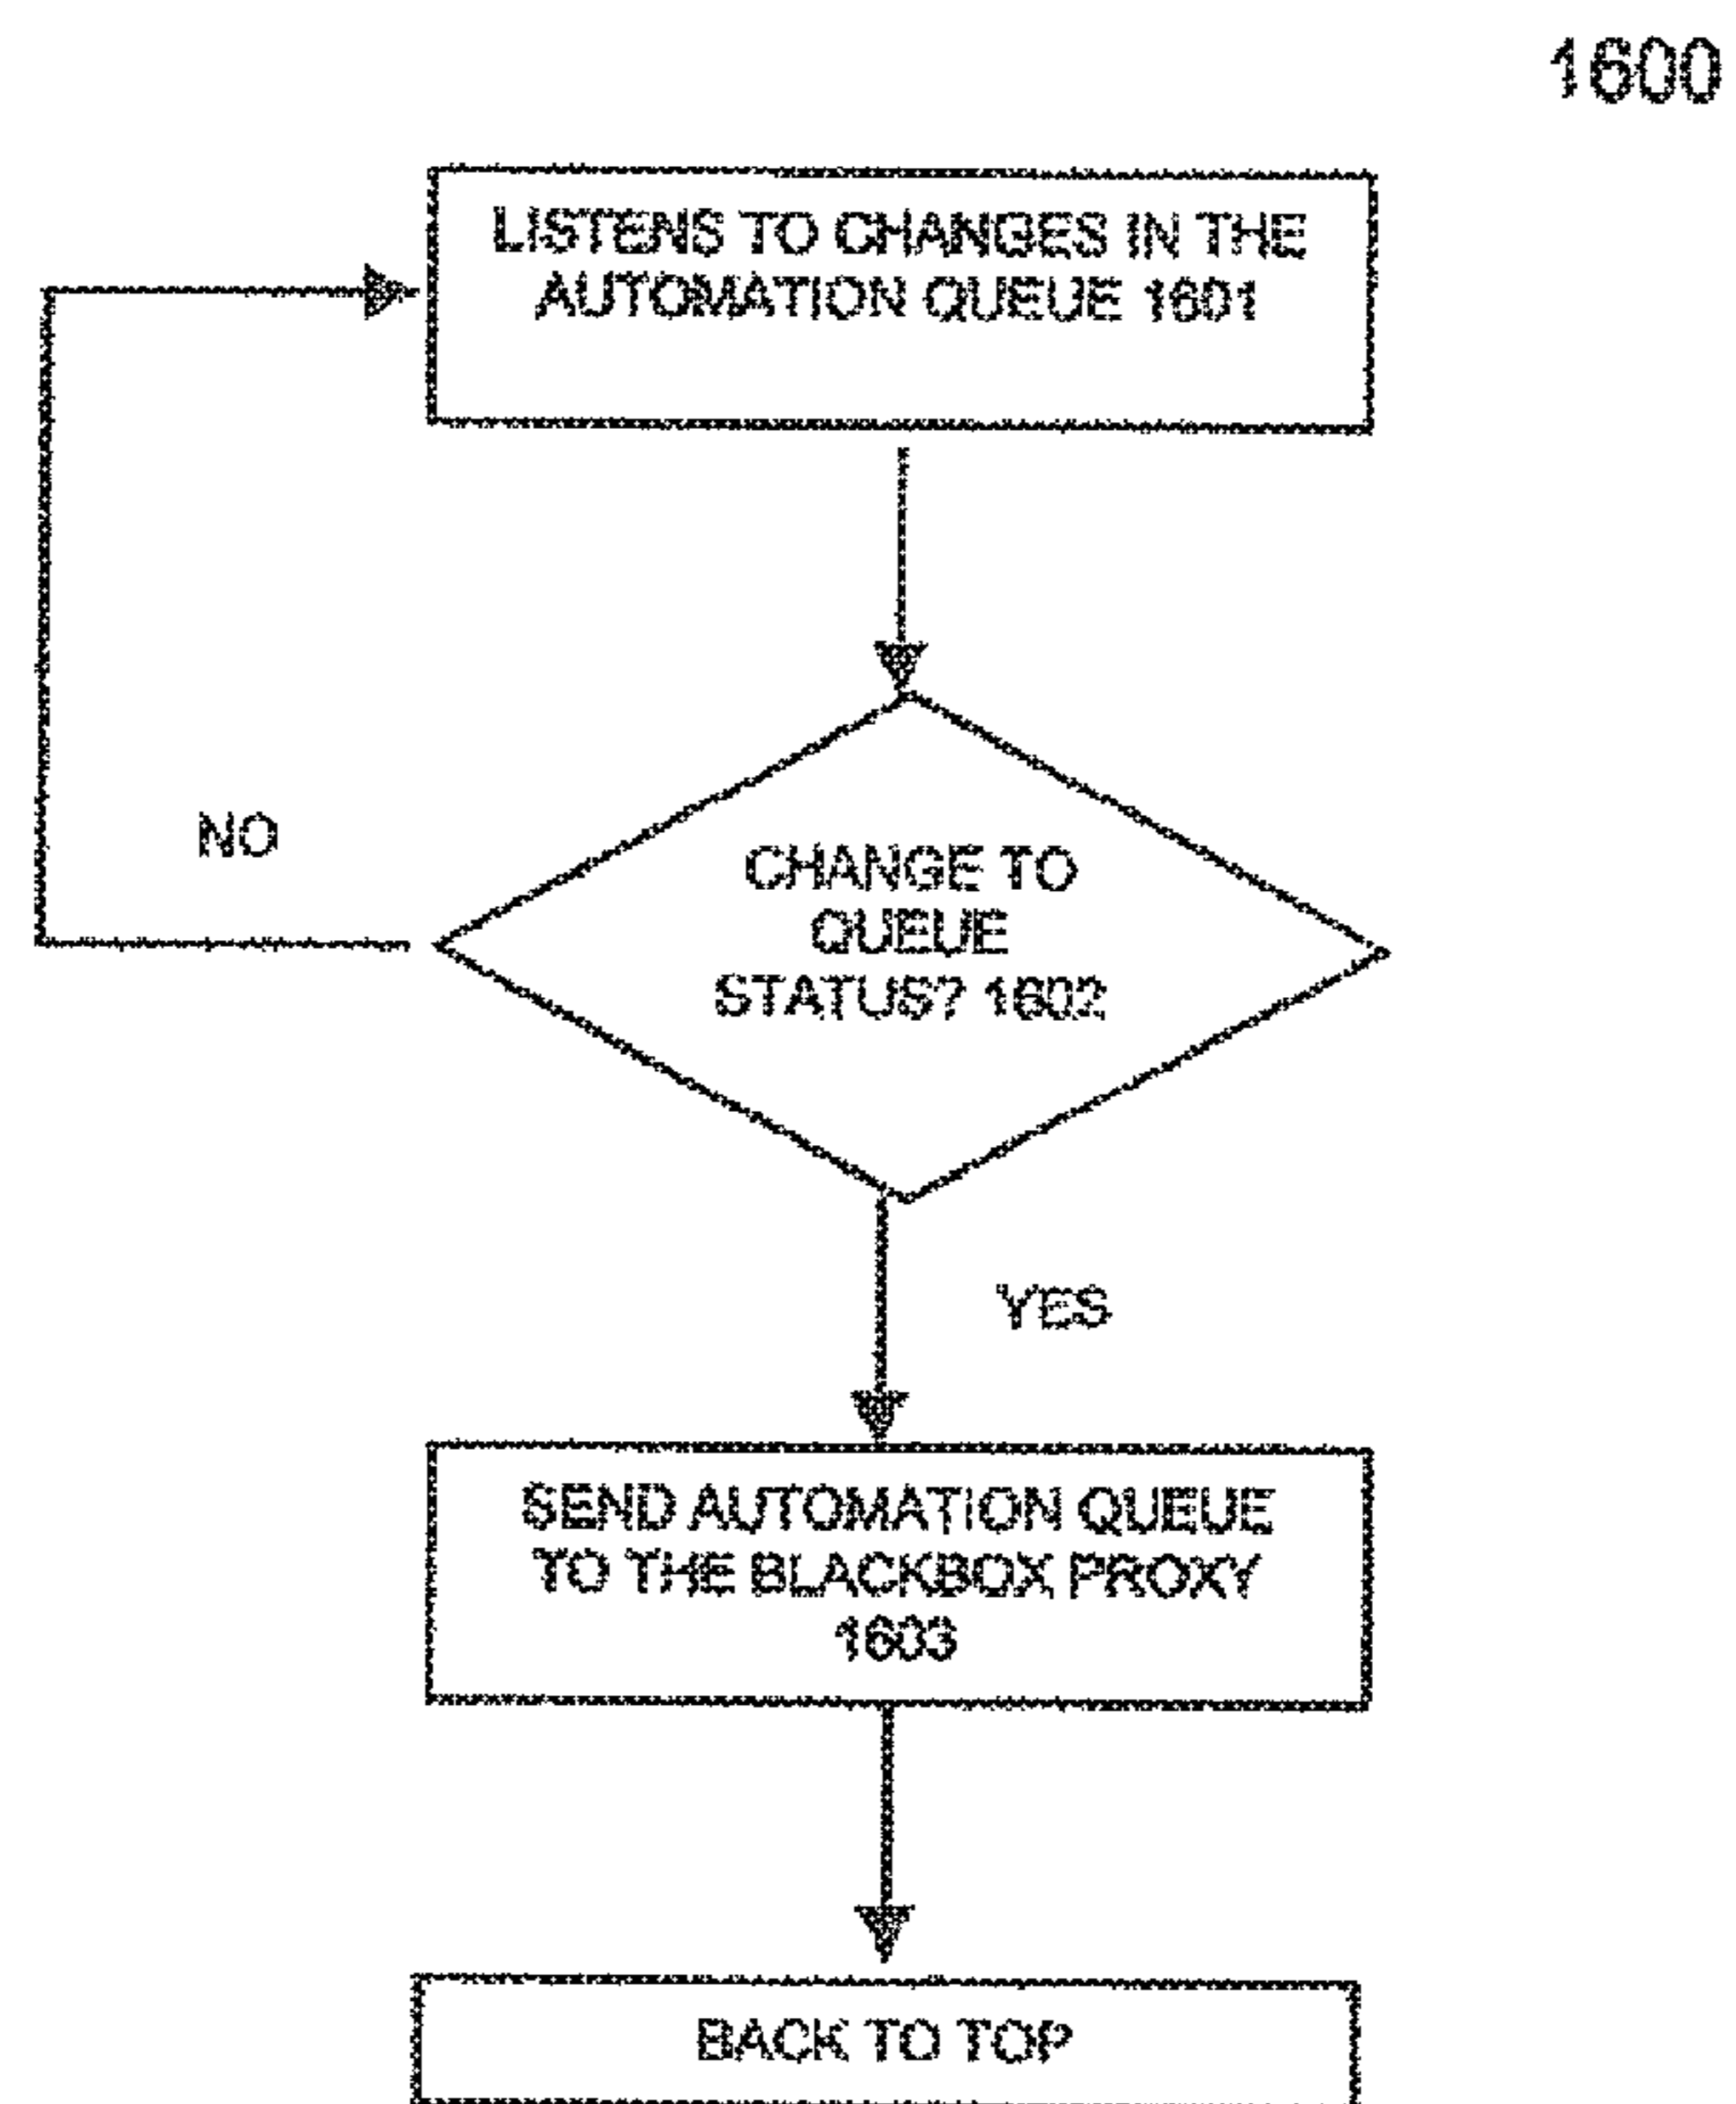 1600
LISTENS TO CHANGES IN THE
AUTOMATION QUEUE 1601
NO
CHANGE TO
QUEUE
STATUS? 1602
YES
SEND AUTOMATION QUEUE
TO THE BLACKBOX PROXY
1603
BACK TO TOP